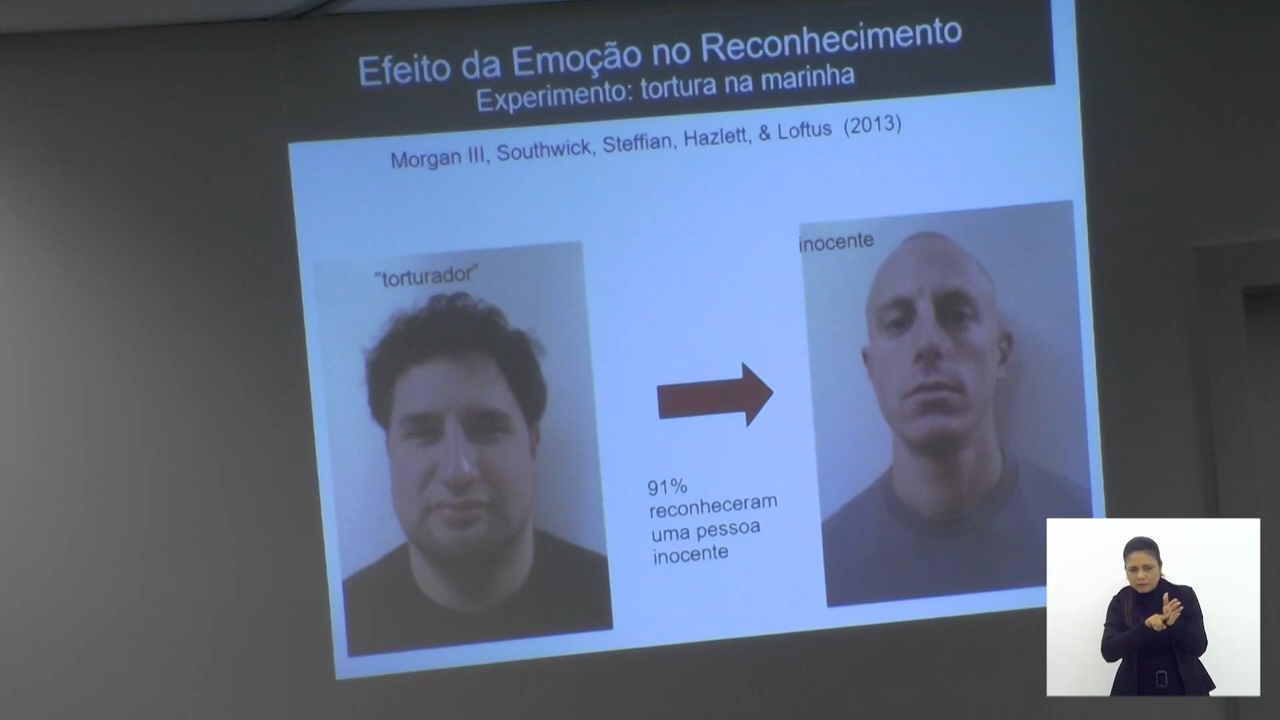 Efeito da Emoção no Reconhecimento
Experimento: tortura na marinha
Morgan III, Southwick, Steffian, Hazlett, & Loftus (2013)
"torturador"
inocente
91%
reconheceram
uma pessoa
inocente